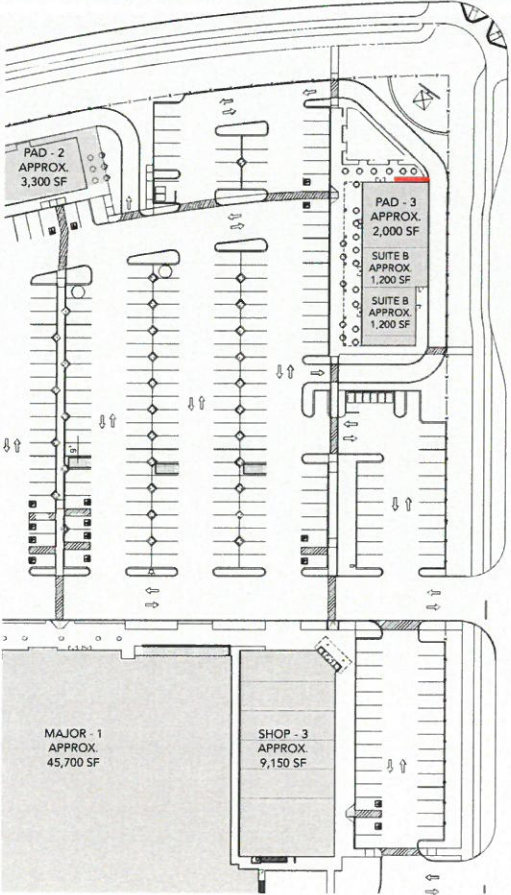 PAD - 2
APPROX.
3,300 SF
PAD - 3
APPROX.
2,000 SF
SUITE B
APPROX.
1,200 SF
SUITE B
APPROX.
1,200 SF
MAJOR - 1
APPROX.
45,700 SF
SHOP - 3
APPROX.
9,150 SF